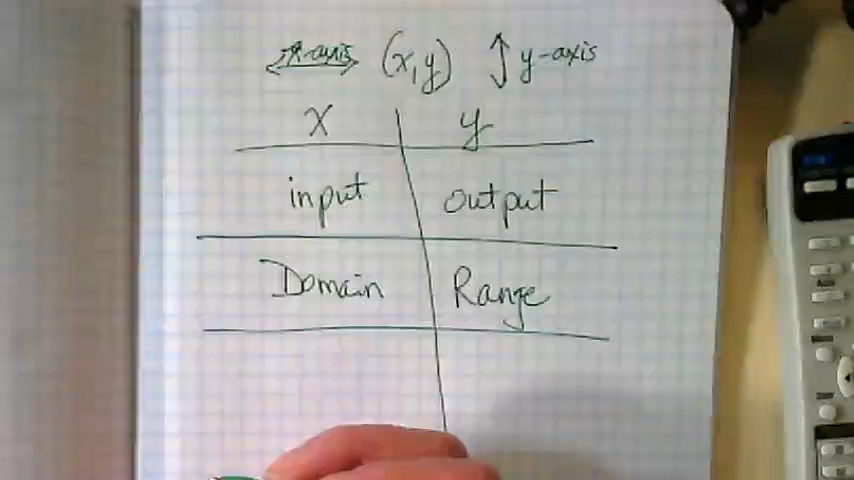 x-axis (x,y) y-axis
x y
input output
Domain Range